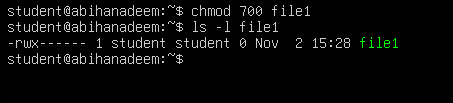 student@abihanadeem:~$ chmod 700 file1
student@abihanadeem:~$ ls -l file1
-rwx------ 1 student student 0 Nov  2 15:28 file1
student@abihanadeem:~$